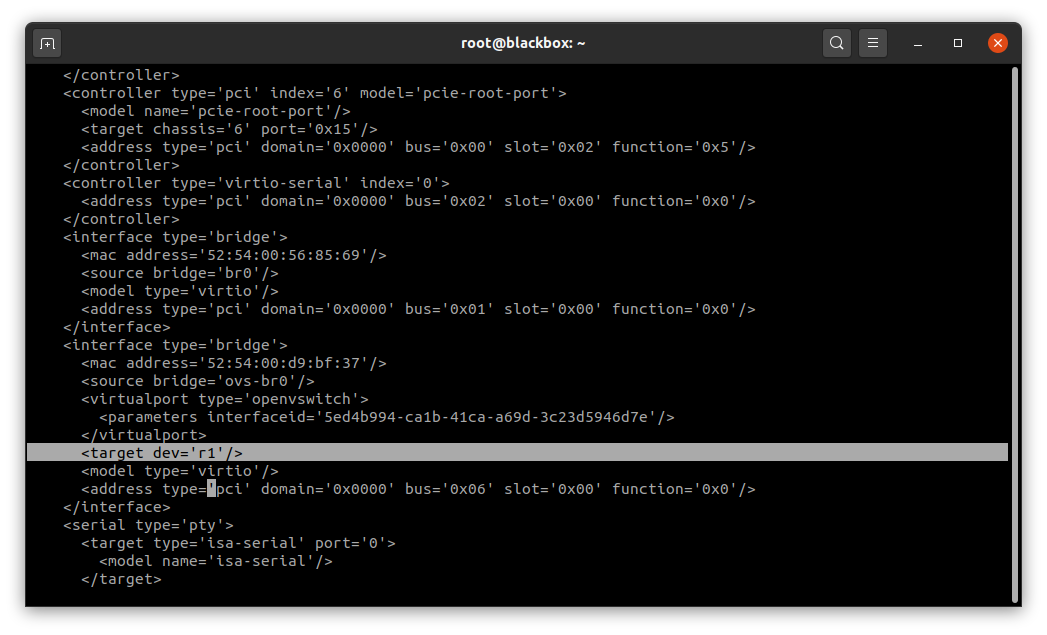 root@blackbox: ~
</controller>
<controller type='pci' index='6' model='pcie-root-port'>
<model name='pcie-root-port'/>
<target chassis='6' port='0x15'/>
<address type='pci' domain='0x0000' bus='0x00' slot='0x02' function='0x5'/>
</controller>
<controller type='virtio-serial' index='0'>
<address type='pci' domain='0x0000' bus='0x02' slot='0x00' function='0x0'/>
</controller>
<interface type='bridge'>
<mac address='52:54:00:56:85:69'/>
<source bridge='br0'/>
<model type='virtio'/>
<address type='pci' domain='0x0000' bus='0x01' slot='0x00' function='0x0'/>
</interface>
<interface type='bridge'>
<mac address='52:54:00:d9:bf:37'/>
<source bridge='ovs-br0'/>
<virtualport type='openvswitch'>
<parameters interfaceid='5ed4b994-ca1b-41ca-a69d-3c23d5946d7e'/>
</virtualport>
<target dev='r1'/>
<model type='virtio'/>
<address type='pci' domain='0x0000' bus='0x06' slot='0x00' function='0x0'/>
</interface>
<serial type='pty'>
<target type='isa-serial' port='0'>
<model name='isa-serial'/>
</target>